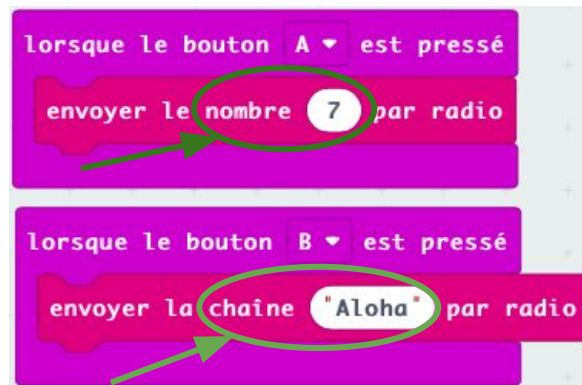 lorsque le bouton A est pressé
envoyer le nombre 7 par radio
lorsque le bouton B est pressé
envoyer la chaîne "Aloha" par radio